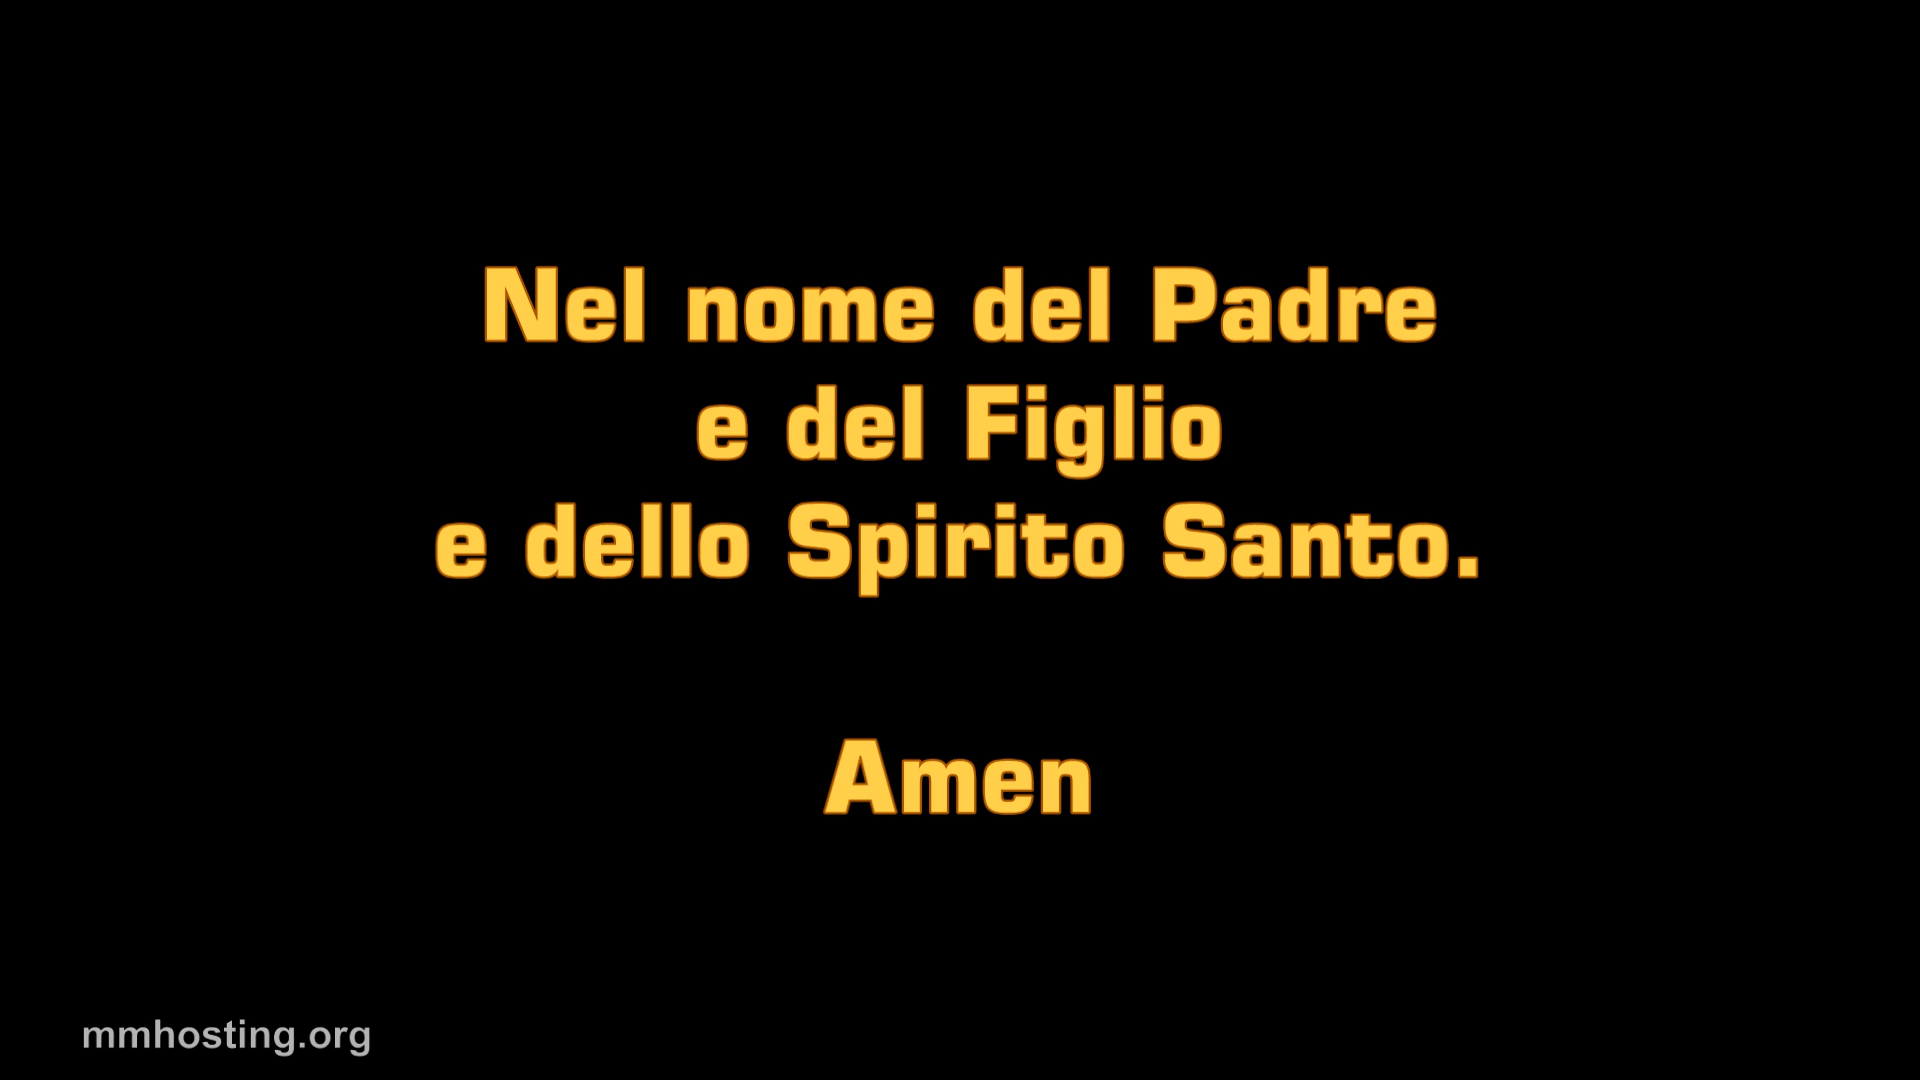 Nel nome del Padre
e del Figlio
e dello Spirito Santo.
Amen
mmhosting.org